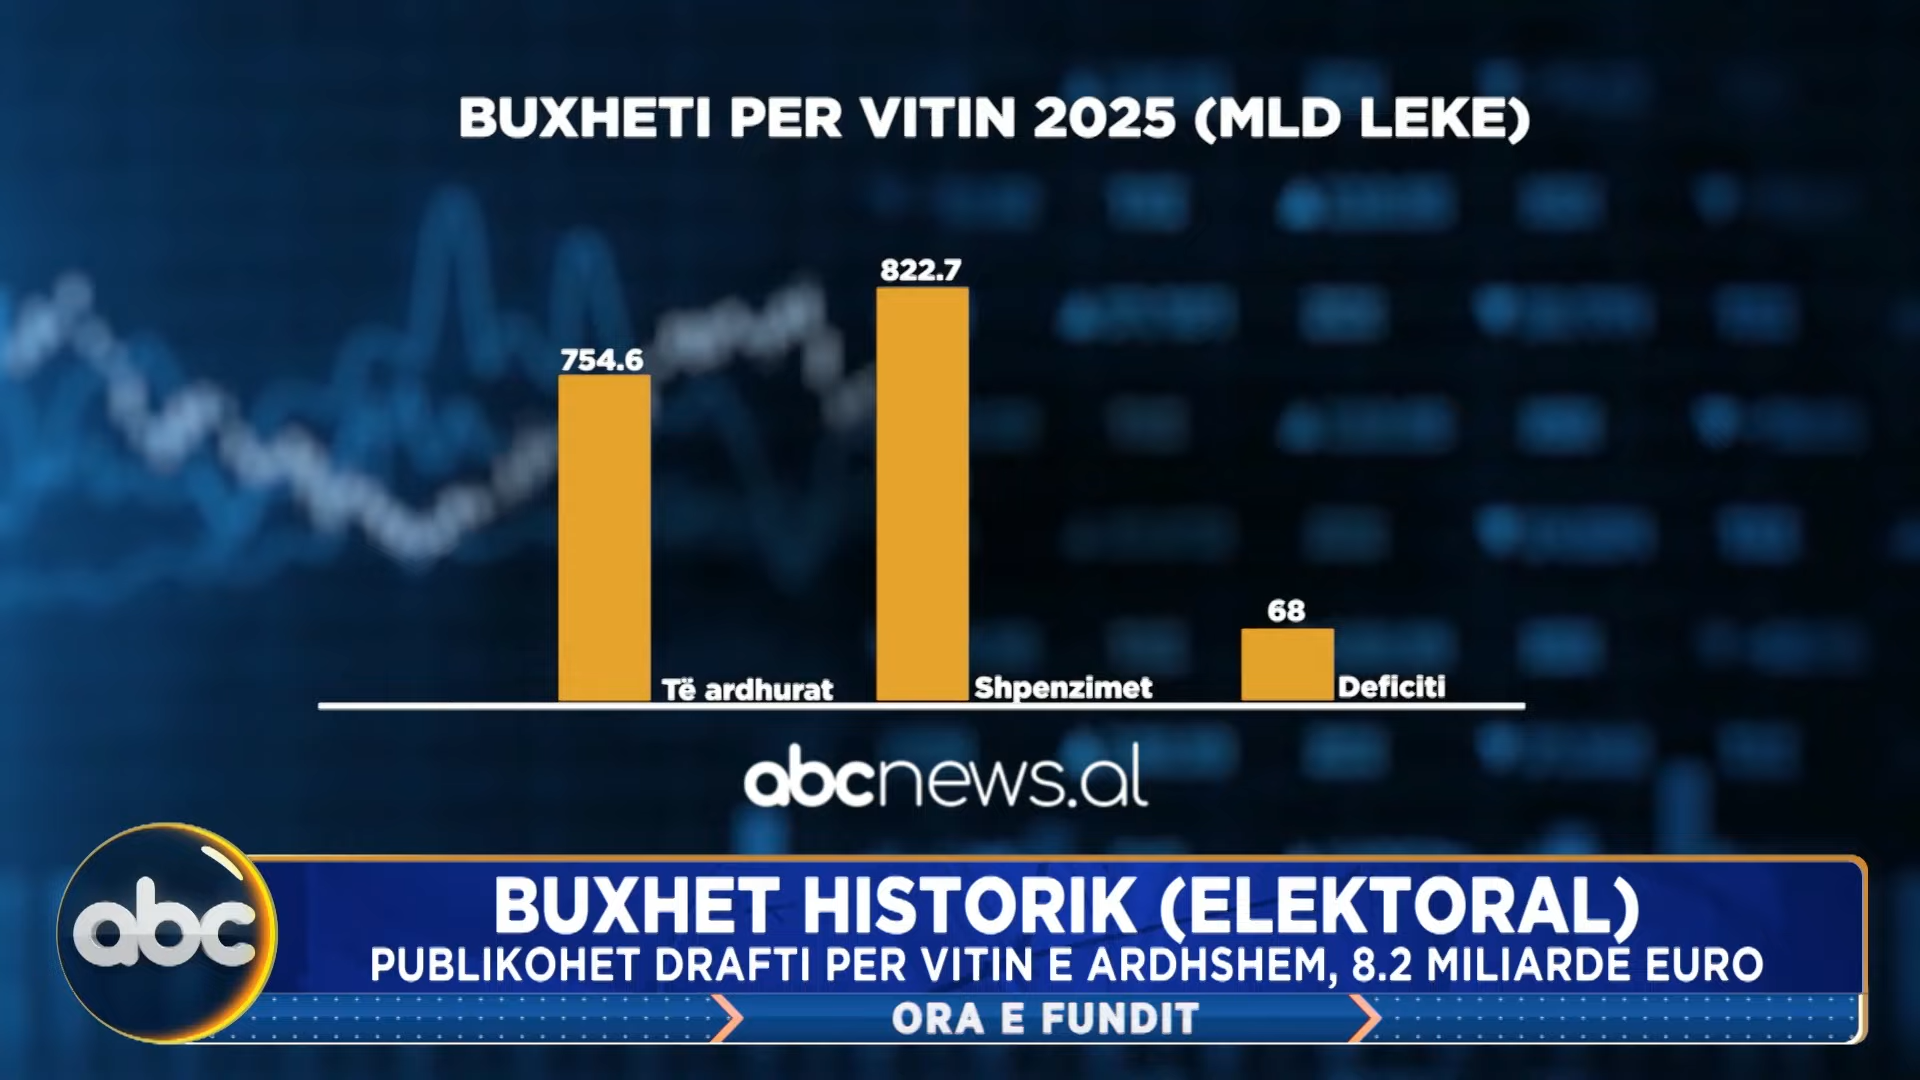 BUXHETI PER VITIN 2025 (MLD LEKE)
822.7
754.6
68
Të ardhurat
Shpenzimet
Deficiti
abcnews.al
abc
BUXHET HISTORIK (ELEKTORAL)
PUBLIKOHET DRAFTI PER VITIN E ARDHSHEM, 8.2 MILIARDE EURO
ORA E FUNDIT